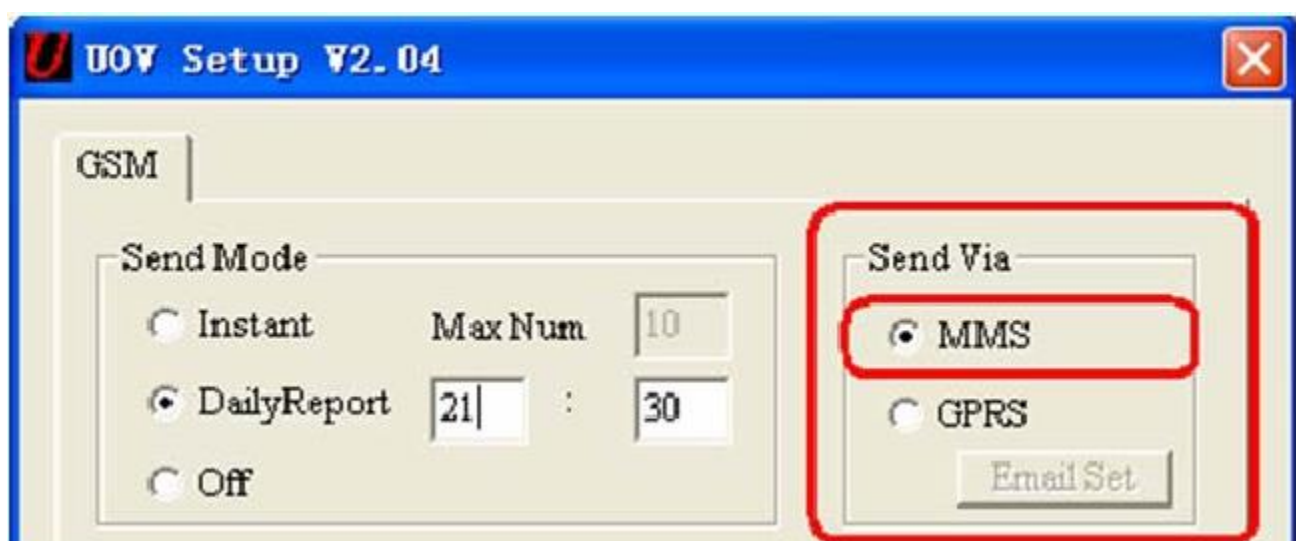 UOV Setup V2.04
GSM
Send Mode
Instant Max Num 10
DailyReport 21 : 30
Off
Send Via
MMS
GPRS
Email Set